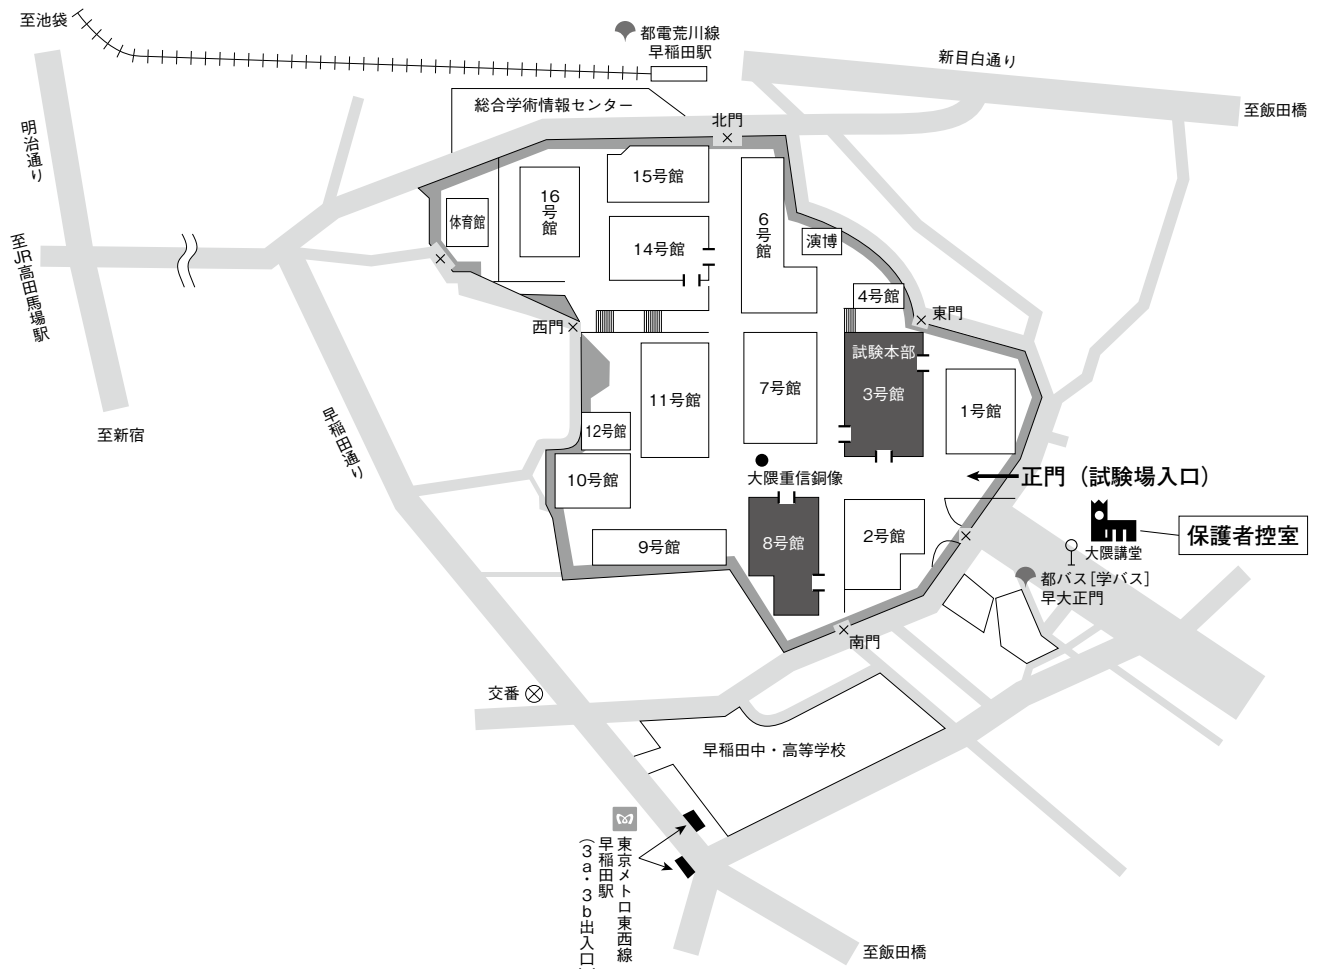 至池袋
都電荒川線
早稲田駅
新目白通り
至飯田橋
総合学術情報センター
北門
明治通り
15号館
16号館
体育館
6号館
14号館
演博
至JR高田馬場駅
4号館
東門
西門
試験本部
3号館
7号館
11号館
1号館
早稲田通り
至新宿
12号館
10号館
大隈重信銅像
正門（試験場入口）
保護者控室
大隈講堂
8号館
2号館
9号館
都バス[学バス]
早大正門
南門
交番
早稲田中・高等学校
東京メトロ東西線
早稲田駅
（3a・3b出入口）
至飯田橋